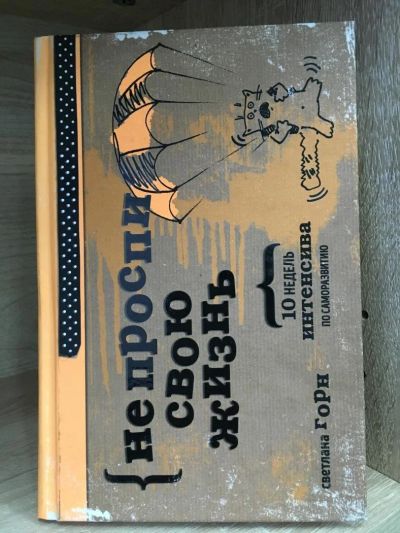 не проспи
свою
жизнь
10 недель
интенсива
по саморазвитию
светлана горн